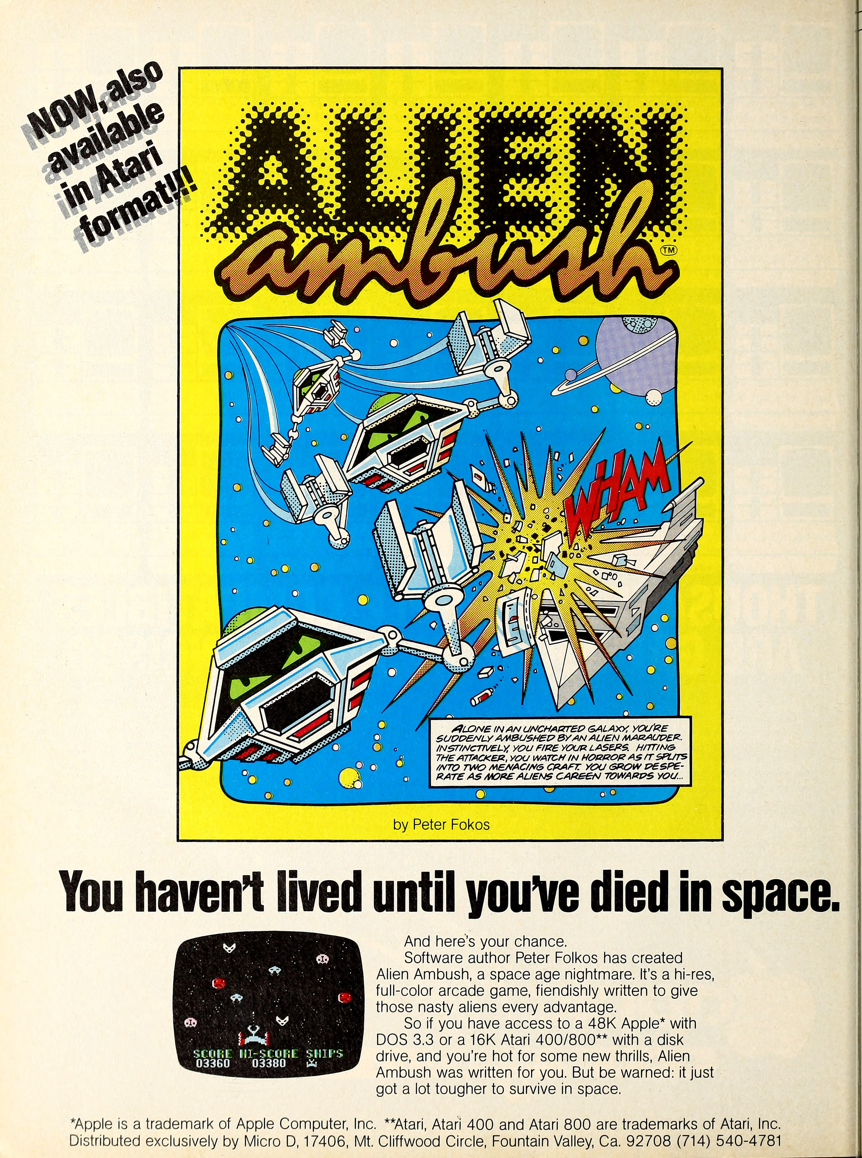 NOW, also
available
in Atari
format!!!
ALIEN
ambush TM
WHAM
ALONE IN AN UNCHARTED GALAXY, YOU'RE
SUDDENLY AMBUSHED BY AN ALIEN MARAUDER.
INSTINCTIVELY, YOU FIRE YOUR LASERS. HITTING
THE ATTACKER, YOU WATCH IN HORROR AS IT SPLITS
INTO TWO MENACING CRAFT. YOU GROW DESPE-
RATE AS MORE ALIENS CAREEN TOWARDS YOU...
by Peter Fokos
You haven't lived until you've died in space.
And here's your chance.
Software author Peter Folkos has created
Alien Ambush, a space age nightmare. It's a hi-res,
full-color arcade game, fiendishly written to give
those nasty aliens every advantage.
So if you have access to a 48K Apple* with
DOS 3.3 or a 16K Atari 400/800** with a disk
drive, and you're hot for some new thrills, Alien
Ambush was written for you. But be warned: it just
got a lot tougher to survive in space.
SCORE HI-SCORE SHIPS
03360 03380
*Apple is a trademark of Apple Computer, Inc. **Atari, Atari 400 and Atari 800 are trademarks of Atari, Inc.
Distributed exclusively by Micro D, 17406, Mt. Cliffwood Circle, Fountain Valley, Ca. 92708 (714) 540-4781